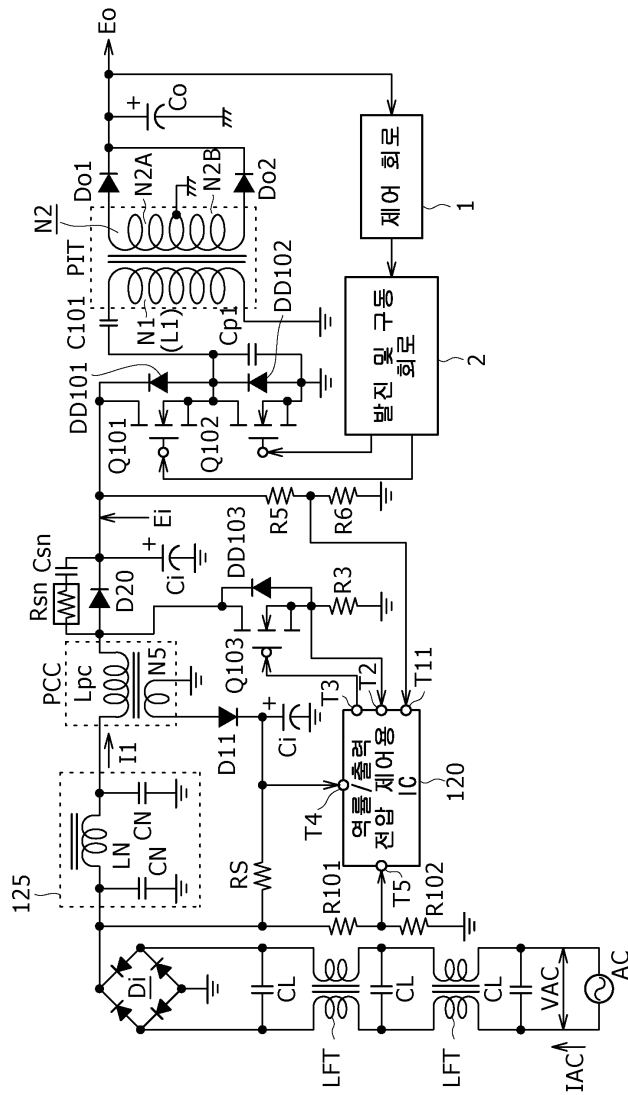 IAC
VAC
AC
LFT
LFT
CL
CL
CL
Di
125
LN
CN
CN
I1
PCC
Lpc
N5
Rsn
Csn
D20
Ei
+
Ci
D11
+
Ci
RS
R101
R102
T5
T4
T3
T2
T11
역률/출력
전압 제어용
IC
120
Q103
DD103
R3
R5
R6
Q101
Q102
DD101
DD102
Cp1
C101
PIT
N1
(L1)
N2
N2A
N2B
Do1
Do2
+
Co
Eo
제어 회로
1
발진 및 구동
회로
2